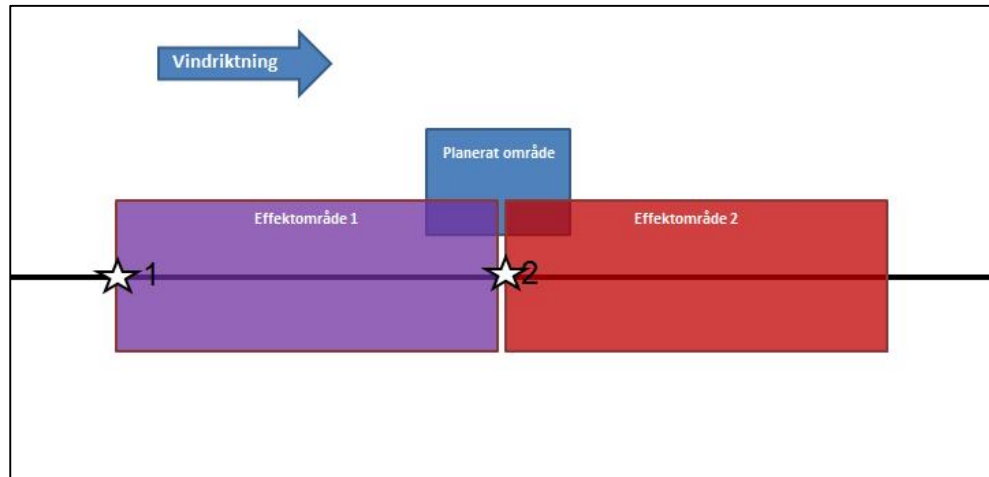 Vindriktning
Planerat område
Effektområde 1
Effektområde 2
1
2